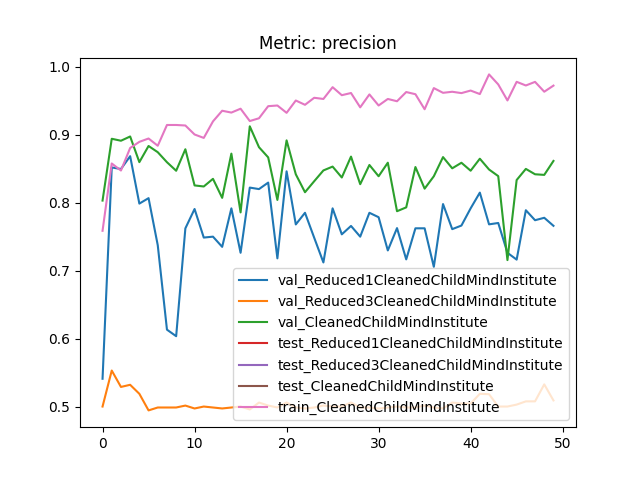 Metric: precision
1.0
0.9
0.8
0.7
0.6
0.5
0
10
20
30
40
50
val_Reduced1CleanedChildMindInstitute
val_Reduced3CleanedChildMindInstitute
val_CleanedChildMindInstitute
test_Reduced1CleanedChildMindInstitute
test_Reduced3CleanedChildMindInstitute
test_CleanedChildMindInstitute
train_CleanedChildMindInstitute